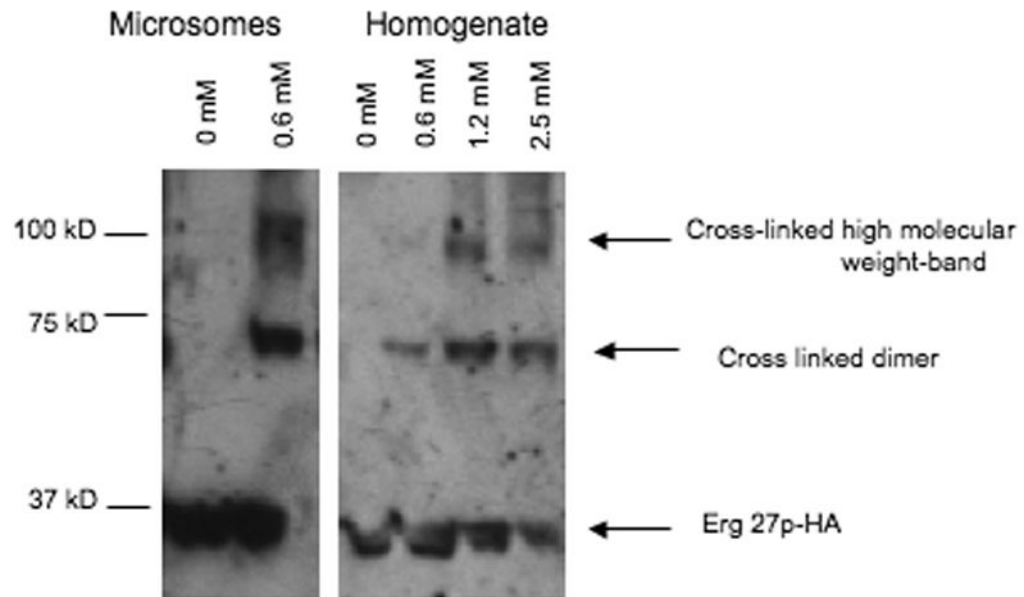 Microsomes Homogenate
0 mM 0.6 mM 0 mM 0.6 mM 1.2 mM 2.5 mM
100 kD
Cross-linked high molecular
weight-band
75 kD
Cross linked dimer
37 kD
Erg 27p-HA